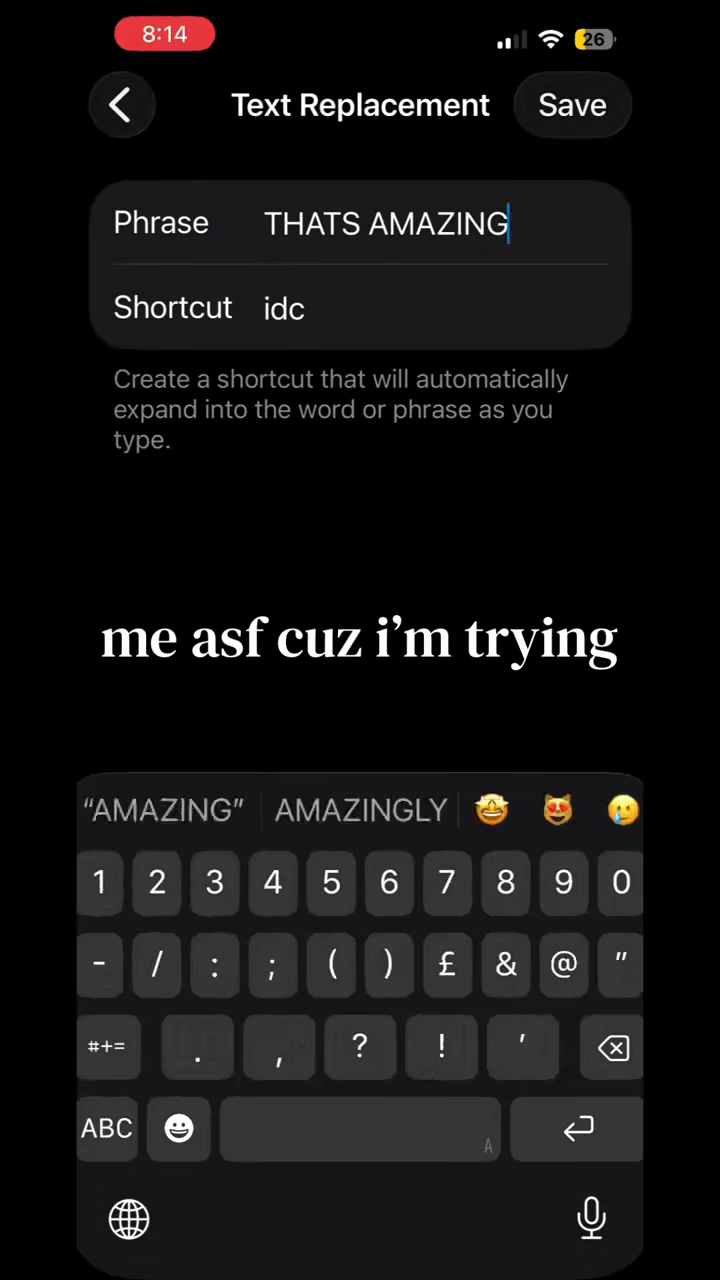 8:14
26
Text Replacement
Save
Phrase THATS AMAZING
Shortcut idc
Create a shortcut that will automatically
expand into the word or phrase as you
type.
me asf cuz i’m trying
“AMAZING” AMAZINGLY 🤩 😻 🥲
1 2 3 4 5 6 7 8 9 0
- / : ; ( ) £ & @ "
#+= . , ? ! '
ABC
A